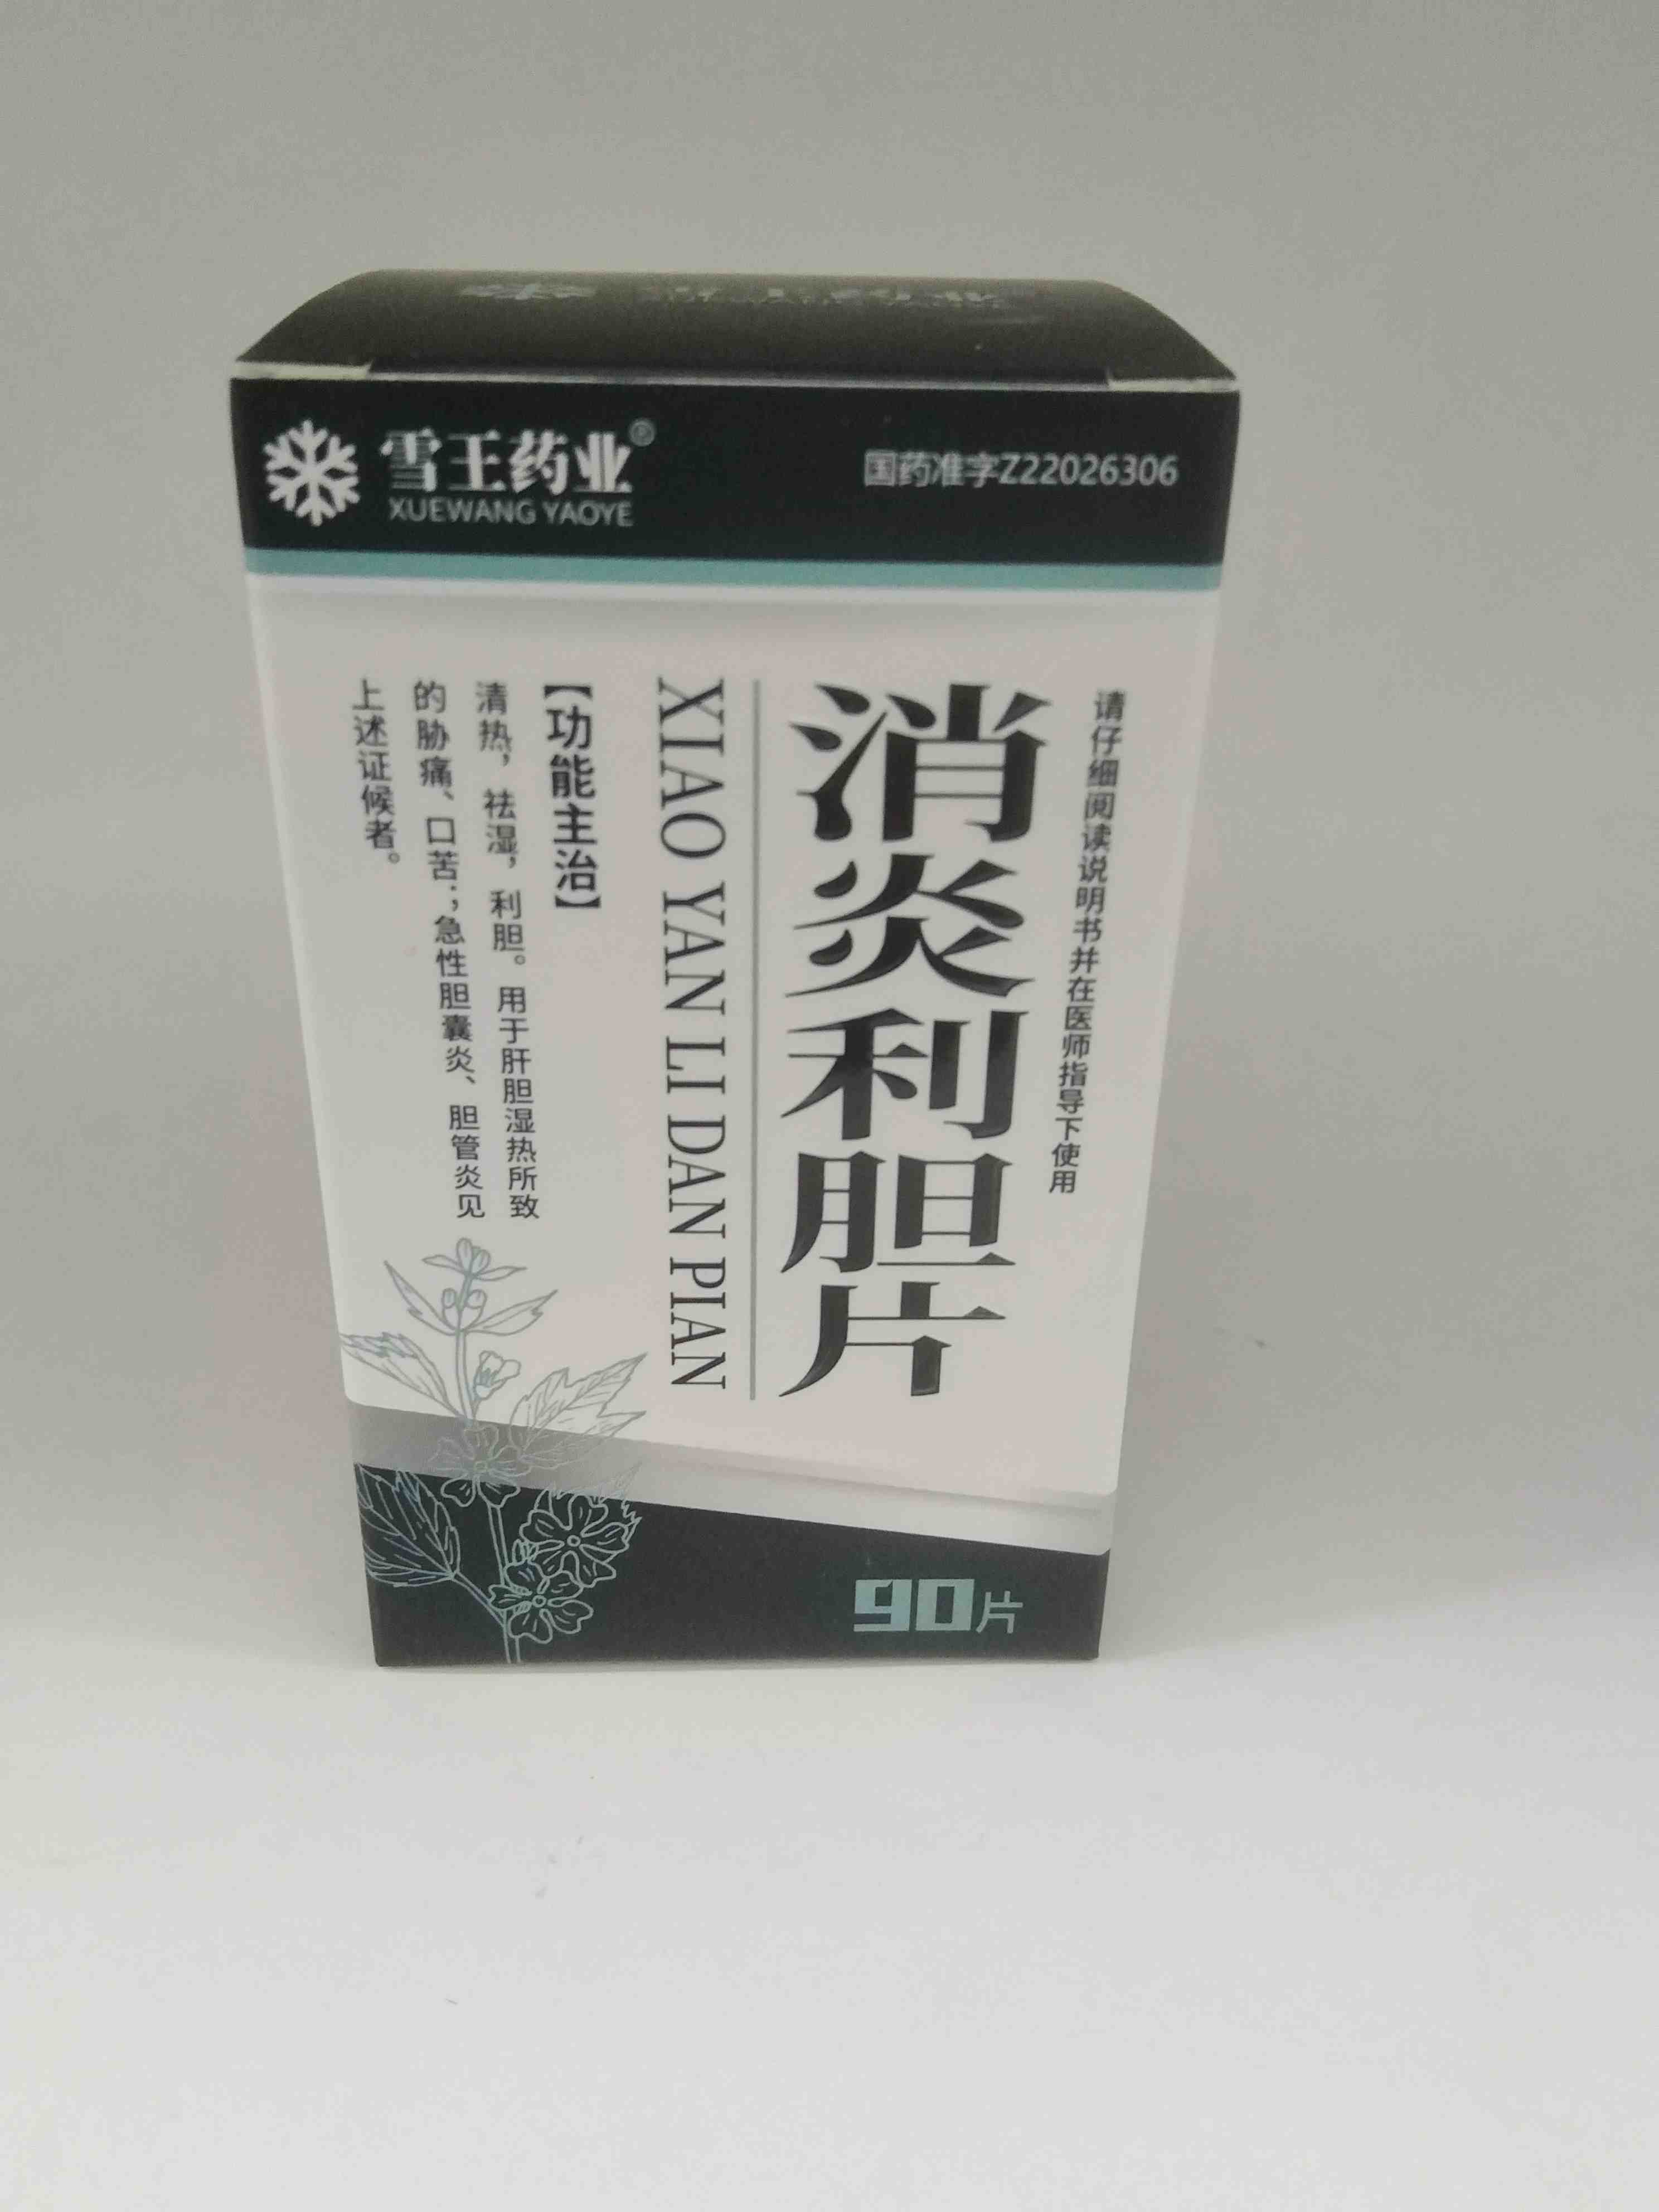 雪王药业®
XUEWANG YAOYE
国药准字Z22026306
请仔细阅读说明书并在医师指导下使用
消炎利胆片
XIAO YAN LI DAN PIAN
【功能主治】
清热，祛湿，利胆。用于肝胆湿热所致
的胁痛、口苦；急性胆囊炎、胆管炎见
上述证候者。
90片